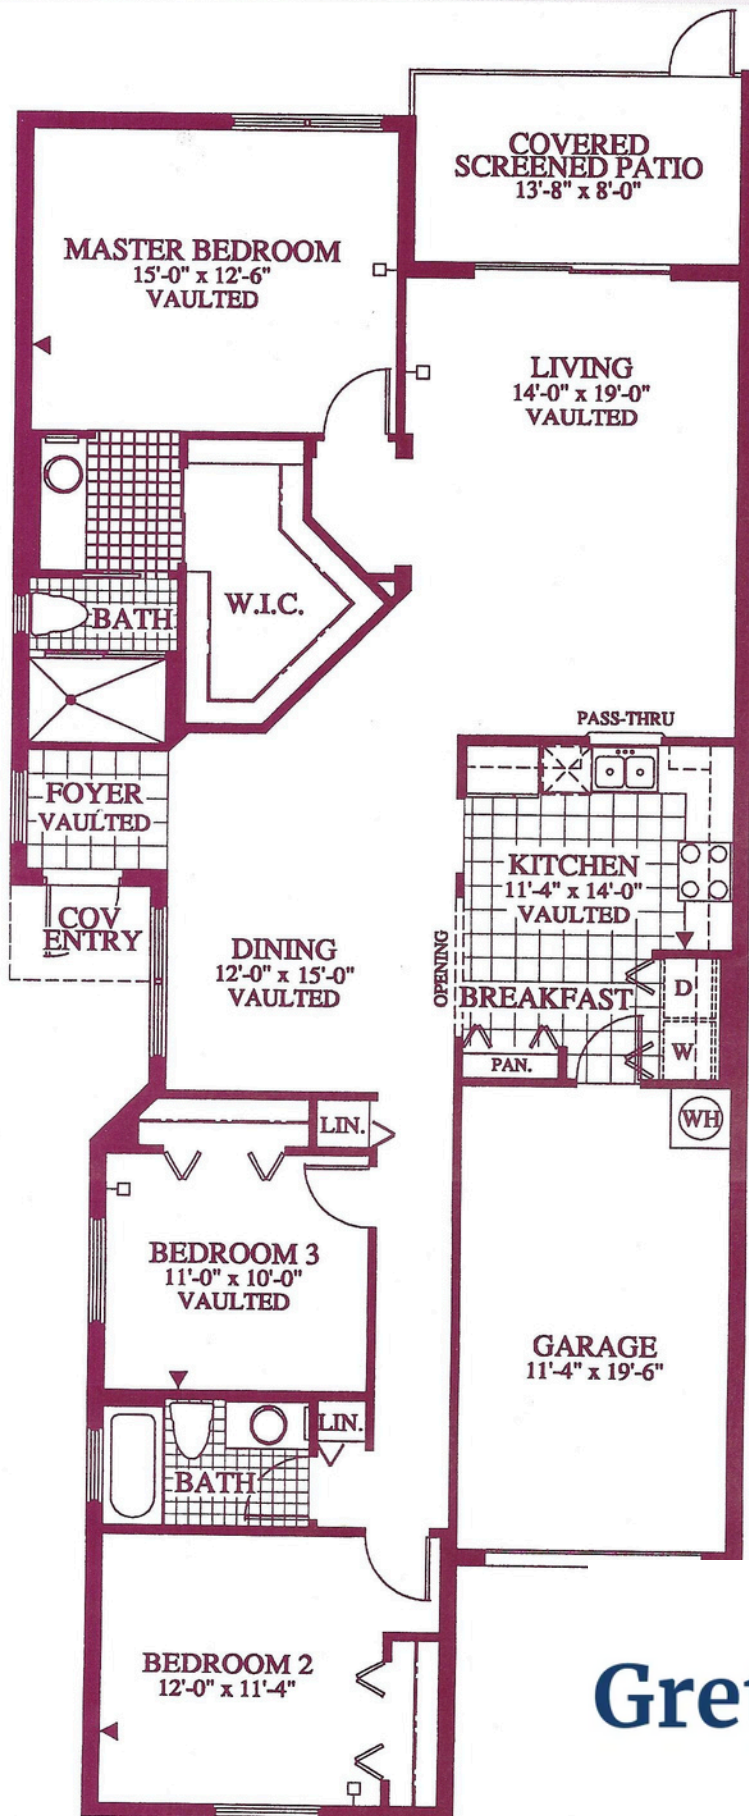 COVERED
SCREENED PATIO
13'-8" x 8'-0"
MASTER BEDROOM
15'-0" x 12'-6"
VAULTED
LIVING
14'-0" x 19'-0"
VAULTED
BATH
W.I.C.
PASS-THRU
FOYER
VAULTED
KITCHEN
11'-4" x 14'-0"
VAULTED
COV
ENTRY
DINING
12'-0" x 15'-0"
VAULTED
OPENING
BREAKFAST
D
W
PAN.
WH
LIN.
BEDROOM 3
11'-0" x 10'-0"
VAULTED
GARAGE
11'-4" x 19'-6"
LIN.
BATH
BEDROOM 2
12'-0" x 11'-4"